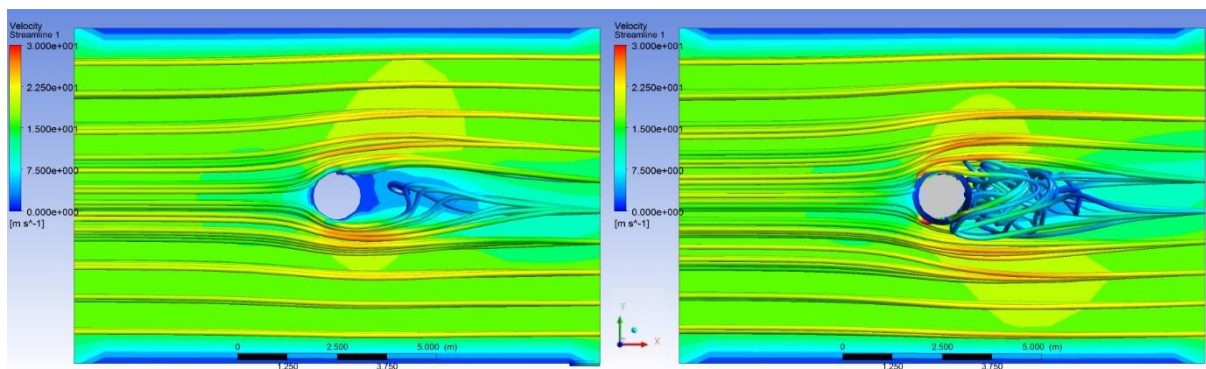 Velocity
Streamline 1
3.000e+001
2.250e+001
1.500e+001
7.500e+000
0.000e+000
[m s^-1]
0 2.500 5.000 (m)
1.250 3.750
Velocity
Streamline 1
3.000e+001
2.250e+001
1.500e+001
7.500e+000
0.000e+000
[m s^-1]
Y
Z X
0 2.500 5.000 (m)
1.250 3.750